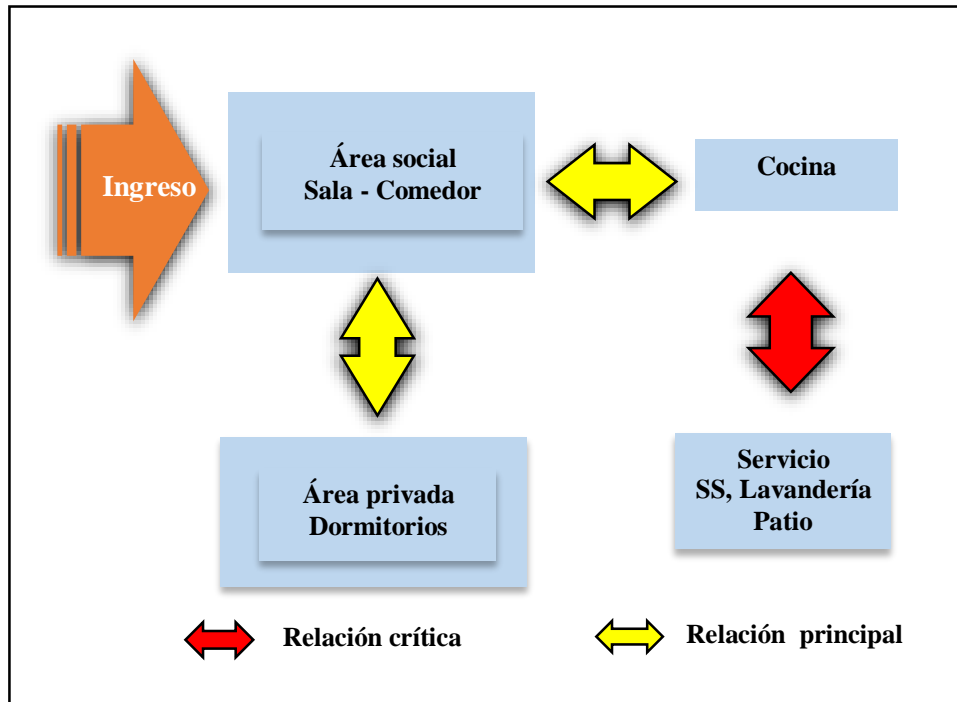 Ingreso
Área social
Sala - Comedor
Cocina
Área privada
Dormitorios
Servicio
SS, Lavandería
Patio
Relación crítica
Relación principal